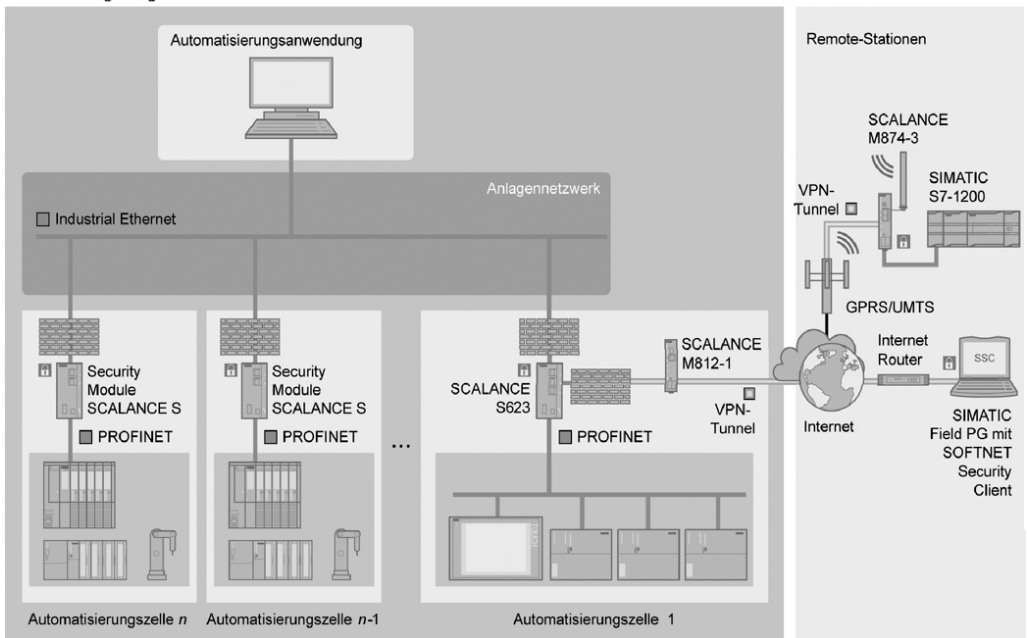 Automatisierungsanwendung
Remote-Stationen
SCALANCE
M874-3
SIMATIC
S7-1200
VPN-
Tunnel
Anlagennetzwerk
Industrial Ethernet
GPRS/UMTS
Internet
Router
SSC
Security
Module
SCALANCE S
Security
Module
SCALANCE S
SCALANCE
S623
SCALANCE
M812-1
VPN-
Tunnel
Internet
SIMATIC
Field PG mit
SOFTNET
Security
Client
PROFINET
PROFINET
...
PROFINET
Automatisierungszelle n
Automatisierungszelle n-1
Automatisierungszelle 1